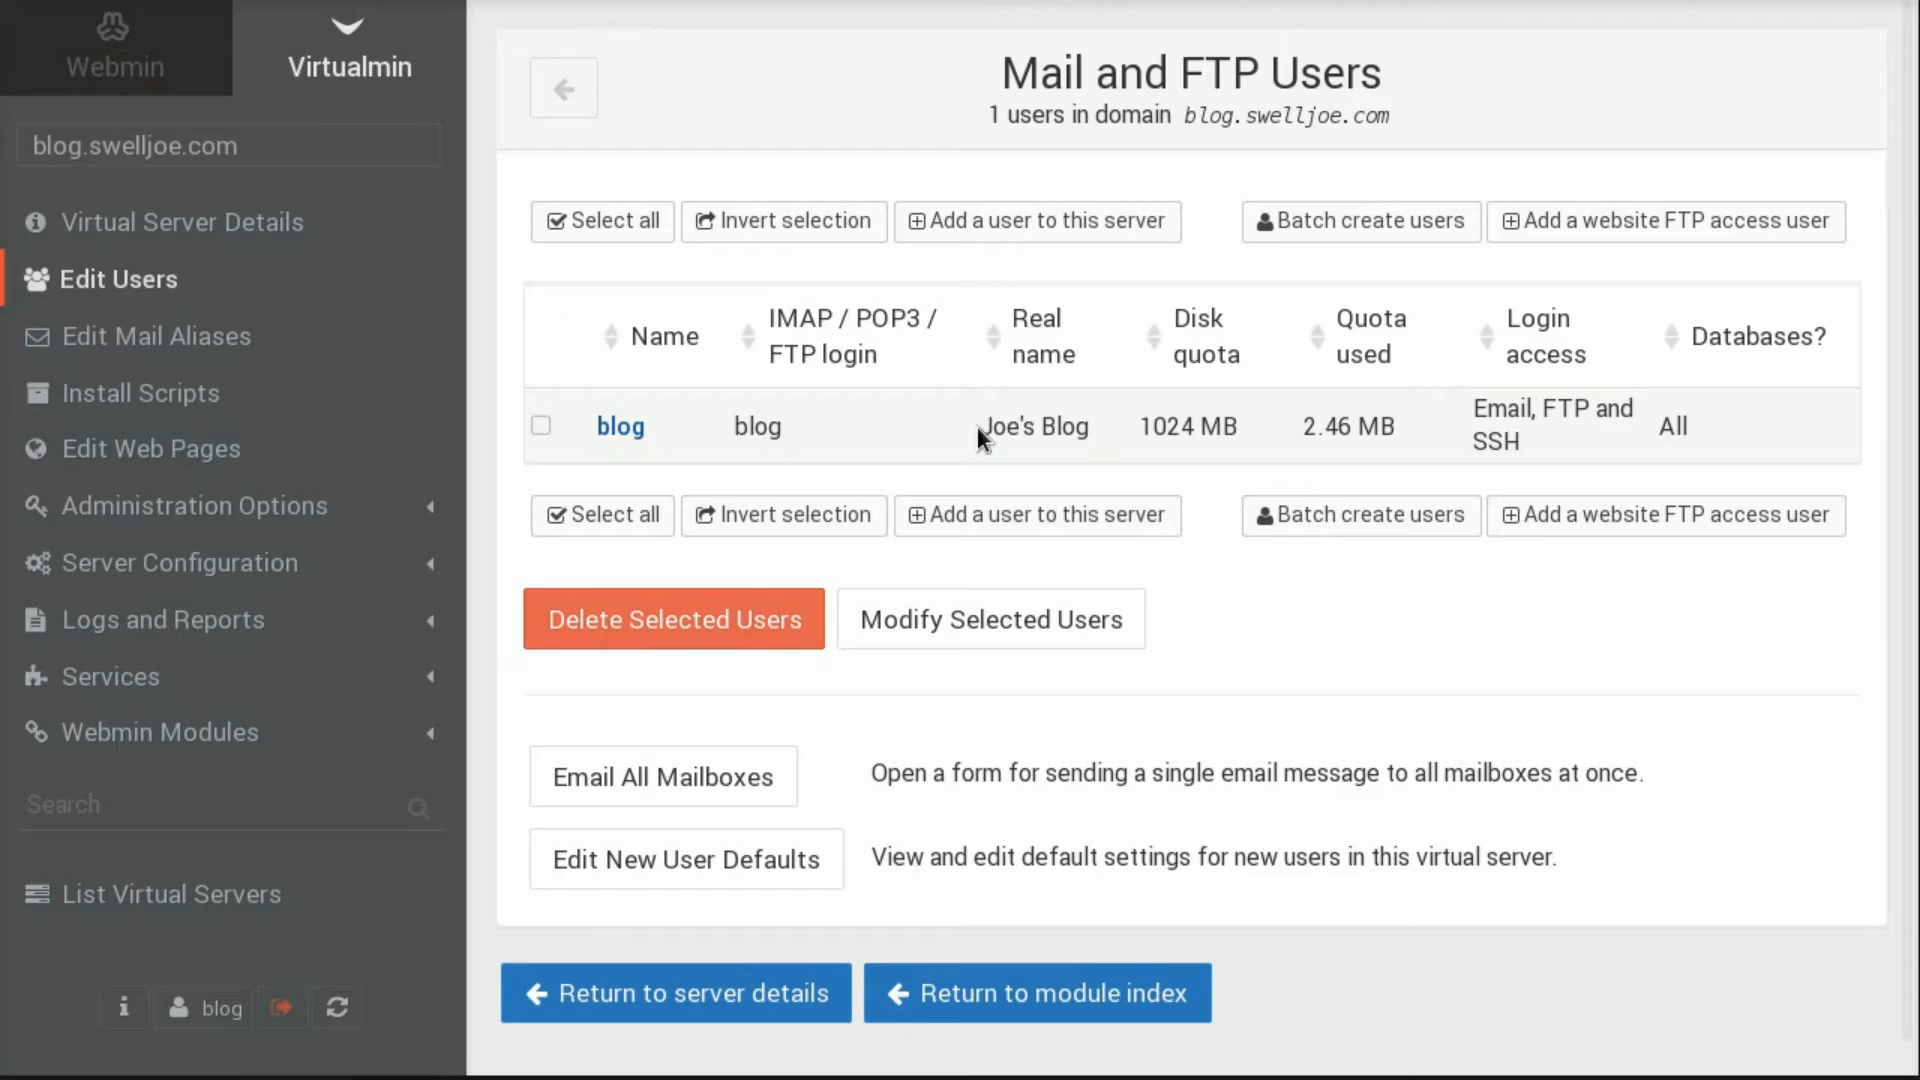 Webmin
Virtualmin
blog.swelljoe.com
Virtual Server Details
Edit Users
Edit Mail Aliases
Install Scripts
Edit Web Pages
Administration Options
Server Configuration
Logs and Reports
Services
Webmin Modules
Search
List Virtual Servers
blog
Mail and FTP Users
1 users in domain blog.swelljoe.com
Select all Invert selection Add a user to this server Batch create users Add a website FTP access user
Name IMAP / POP3 / FTP login Real name Disk quota Quota used Login access Databases?
blog blog Joe's Blog 1024 MB 2.46 MB Email, FTP and SSH All
Select all Invert selection Add a user to this server Batch create users Add a website FTP access user
Delete Selected Users Modify Selected Users
Email All Mailboxes Open a form for sending a single email message to all mailboxes at once.
Edit New User Defaults View and edit default settings for new users in this virtual server.
Return to server details Return to module index